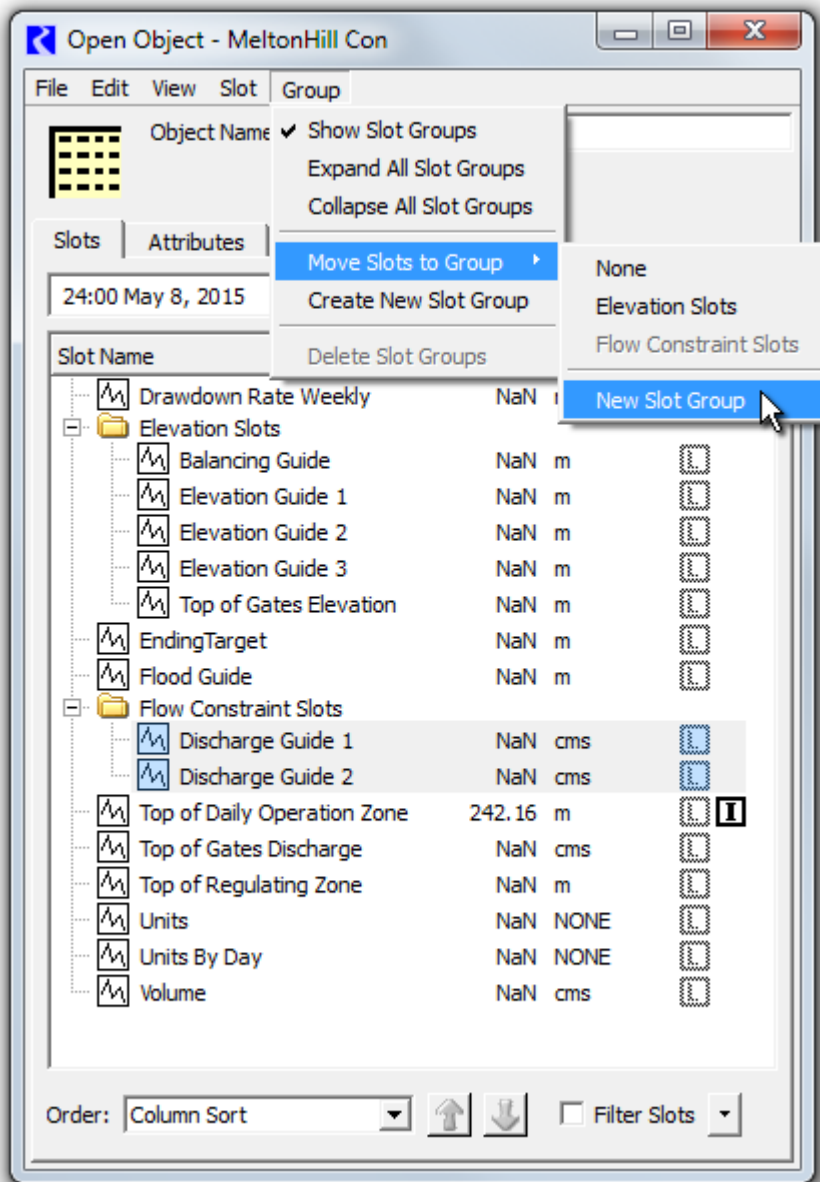 Open Object - MeltonHill Con
File Edit View Slot Group
Object Name
Show Slot Groups
Expand All Slot Groups
Collapse All Slot Groups
Move Slots to Group
Create New Slot Group
Delete Slot Groups
None
Elevation Slots
Flow Constraint Slots
New Slot Group
Slots Attributes
24:00 May 8, 2015
Slot Name
Drawdown Rate Weekly NaN
Elevation Slots
Balancing Guide NaN m
Elevation Guide 1 NaN m
Elevation Guide 2 NaN m
Elevation Guide 3 NaN m
Top of Gates Elevation NaN m
EndingTarget NaN m
Flood Guide NaN m
Flow Constraint Slots
Discharge Guide 1 NaN cms
Discharge Guide 2 NaN cms
Top of Daily Operation Zone 242.16 m I
Top of Gates Discharge NaN cms
Top of Regulating Zone NaN m
Units NaN NONE
Units By Day NaN NONE
Volume NaN cms
Order: Column Sort Filter Slots